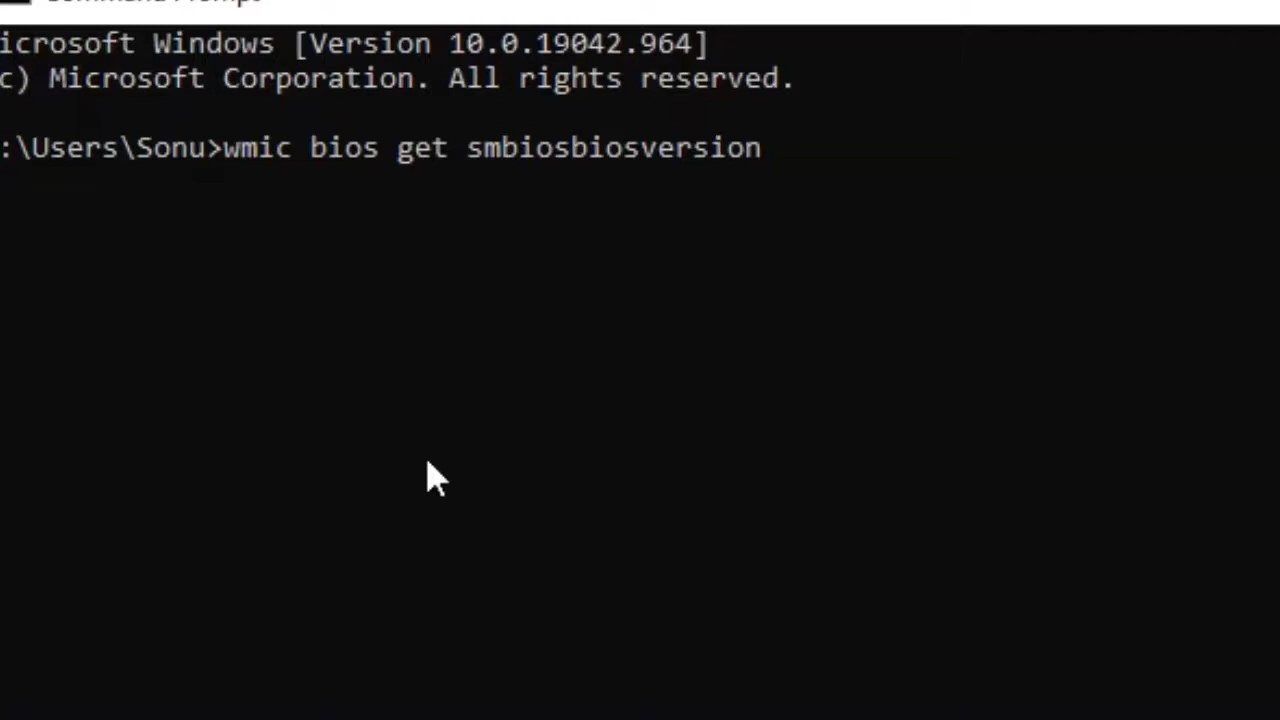 icrosoft Windows [Version 10.0.19042.964]
c) Microsoft Corporation. All rights reserved.
:\Users\Sonu>wmic bios get smbiosbiosversion